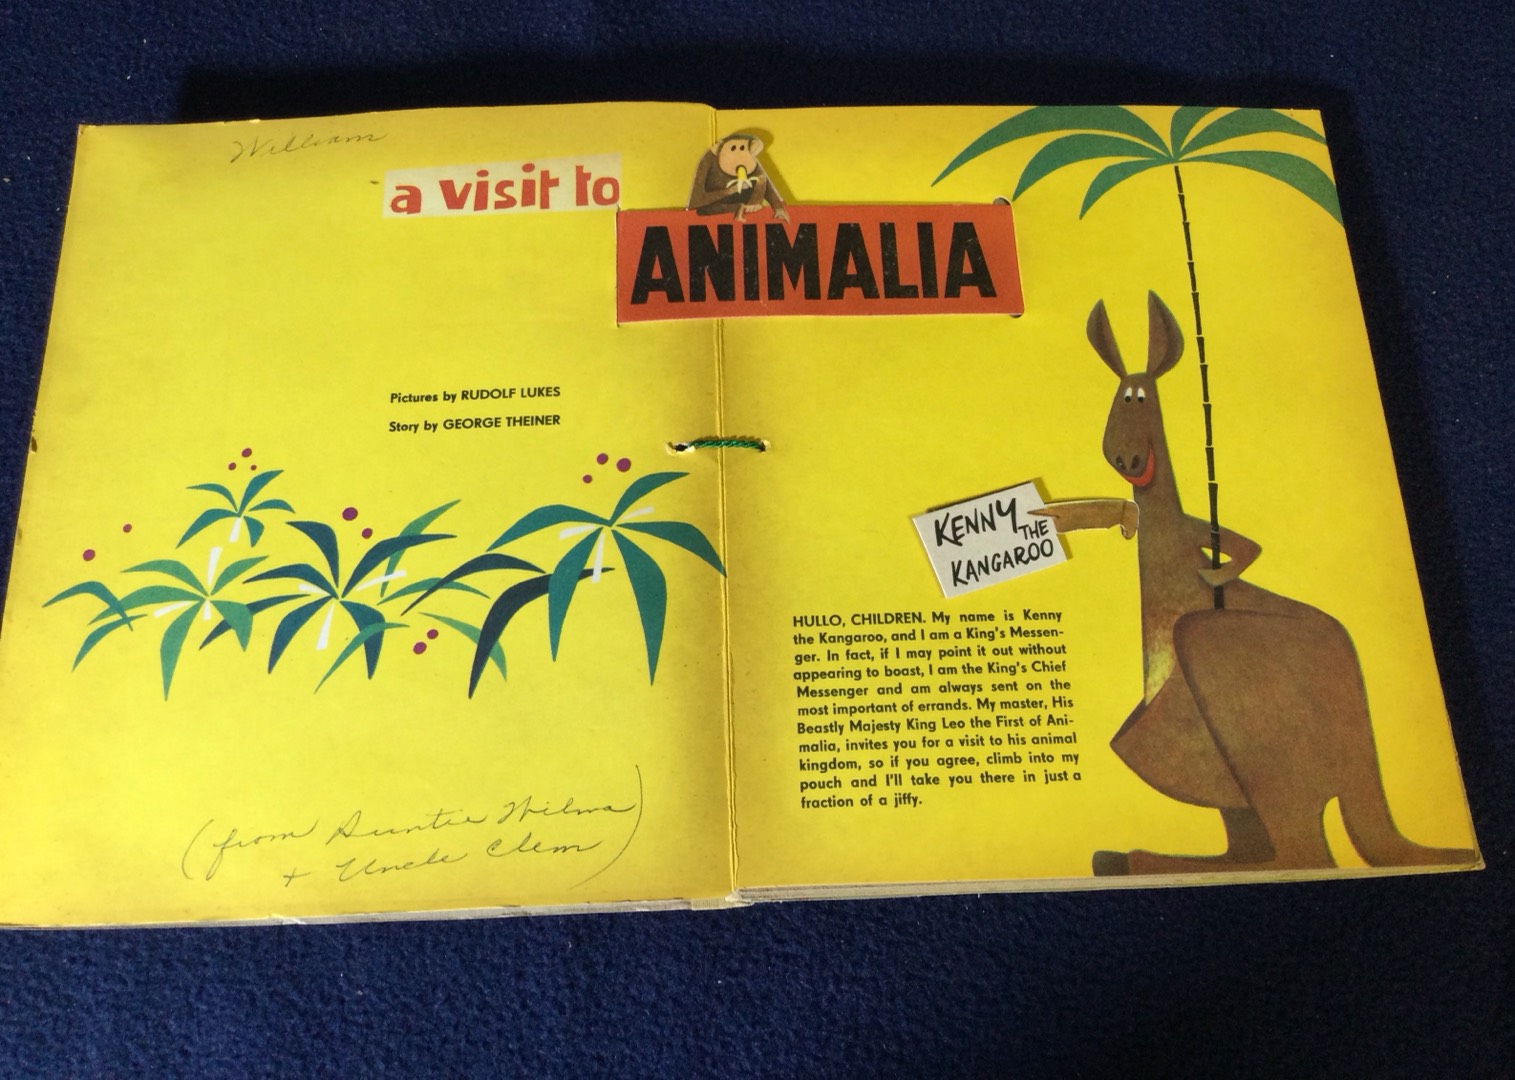 William
a visit to
ANIMALIA
Pictures by RUDOLF LUKES
Story by GEORGE THEINER
(from Auntie Wilma
+ Uncle Clem)
KENNY
THE
KANGAROO
HULLO, CHILDREN. My name is Kenny
the Kangaroo, and I am a King's Messen-
ger. In fact, if I may point it out without
appearing to boast, I am the King's Chief
Messenger and am always sent on the
most important of errands. My master, His
Beastly Majesty King Leo the First of Ani-
malia, invites you for a visit to his animal
kingdom, so if you agree, climb into my
pouch and I'll take you there in just a
fraction of a jiffy.